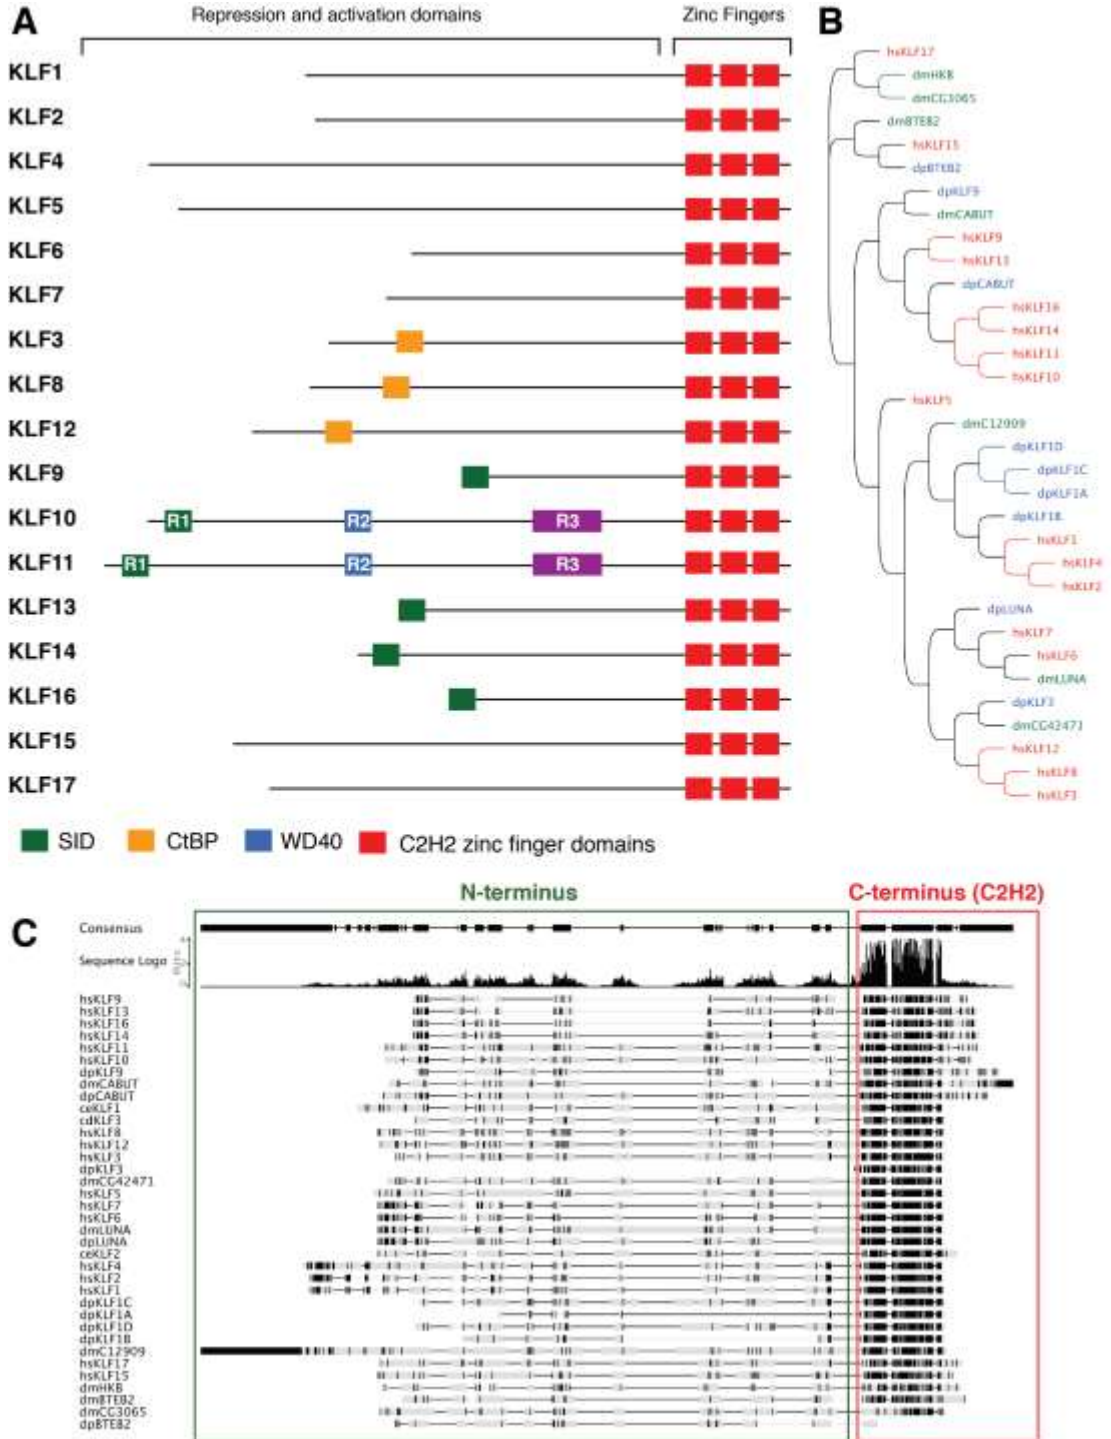 A
Repression and activation domains
Zinc Fingers
KLF1
KLF2
KLF4
KLF5
KLF6
KLF7
KLF3
KLF8
KLF12
KLF9
KLF10
R1
R2
R3
KLF11
R1
R2
R3
KLF13
KLF14
KLF16
KLF15
KLF17
SID
CtBP
WD40
C2H2 zinc finger domains
B
hsKLF17
dmHKB
dmCG3065
dmBTEB2
hsKLF15
dpBTEB2
dpKLF9
dmCABUT
hsKLF9
hsKLF13
dpCABUT
hsKLF16
hsKLF14
hsKLF11
hsKLF10
hsKLF5
dmC12909
dpKLF1D
dpKLF1C
dpKLF1A
dpKLF1B
hsKLF1
hsKLF4
hsKLF2
dpLUNA
hsKLF7
hsKLF6
dmLUNA
dpKLF3
dmCG42471
hsKLF12
hsKLF8
hsKLF3
N-terminus
C-terminus (C2H2)
C
Consensus
Sequence Logo
hsKLF9
hsKLF13
hsKLF16
hsKLF14
hsKLF11
hsKLF10
dpKLF9
dmCABUT
dpCABUT
ceKLF1
cdKLF3
hsKLF8
hsKLF12
hsKLF3
dpKLF3
dmCG42471
hsKLF5
hsKLF7
hsKLF6
dmLUNA
dpLUNA
ceKLF2
hsKLF4
hsKLF2
hsKLF1
dpKLF1C
dpKLF1A
dpKLF1D
dpKLF1B
dmC12909
hsKLF17
hsKLF15
dmHKB
dmBTEB2
dmCG3065
dpBTEB2